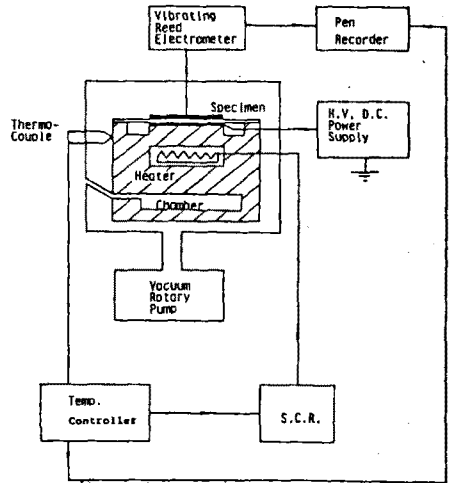 Vibrating
Reed
Electrometer
Pen
Recorder
Specimen
Thermo-
Couple
H.V. D.C.
Power
Supply
Heater
Chamber
Vacuum
Rotary
Pump
Temp.
Controller
S.C.R.